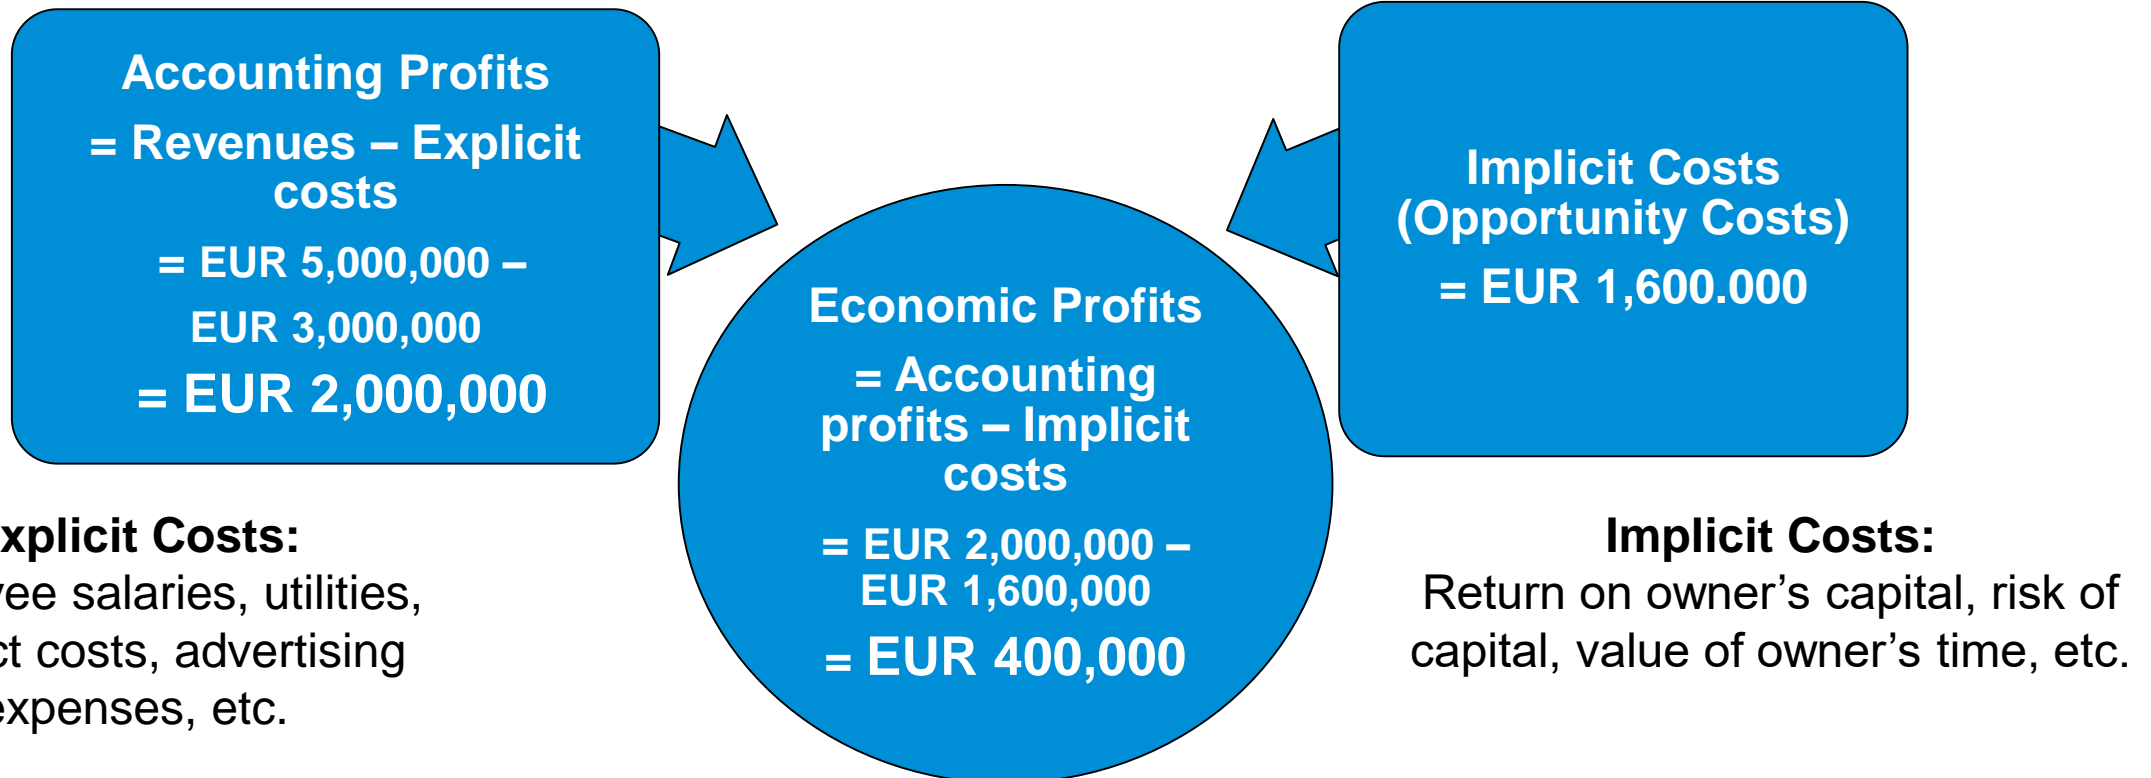 Accounting Profits
= Revenues – Explicit
costs
= EUR 5,000,000 –
EUR 3,000,000
= EUR 2,000,000
Implicit Costs
(Opportunity Costs)
= EUR 1,600.000
Economic Profits
= Accounting
profits – Implicit
costs
= EUR 2,000,000 –
EUR 1,600,000
= EUR 400,000
xplicit Costs:
salaries, utilities,
costs, advertising
expenses, etc.
Implicit Costs:
Return on owner’s capital, risk of
capital, value of owner’s time, etc.